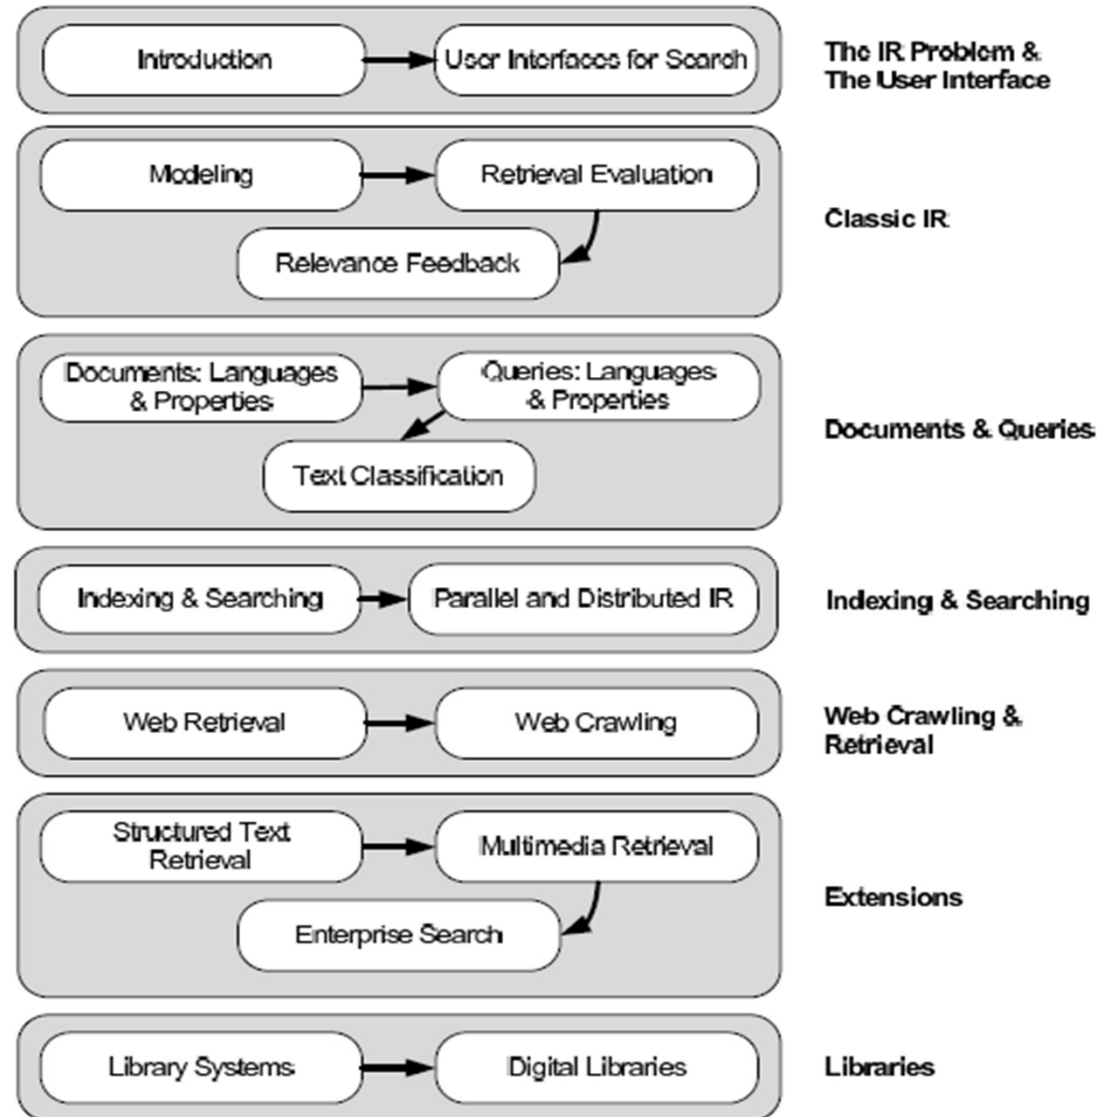 Introduction
User Interfaces for Search
The IR Problem &
The User Interface
Modeling
Retrieval Evaluation
Relevance Feedback
Classic IR
Documents: Languages
& Properties
Queries: Languages
& Properties
Text Classification
Documents & Queries
Indexing & Searching
Parallel and Distributed IR
Indexing & Searching
Web Retrieval
Web Crawling
Web Crawling &
Retrieval
Structured Text
Retrieval
Multimedia Retrieval
Enterprise Search
Extensions
Library Systems
Digital Libraries
Libraries